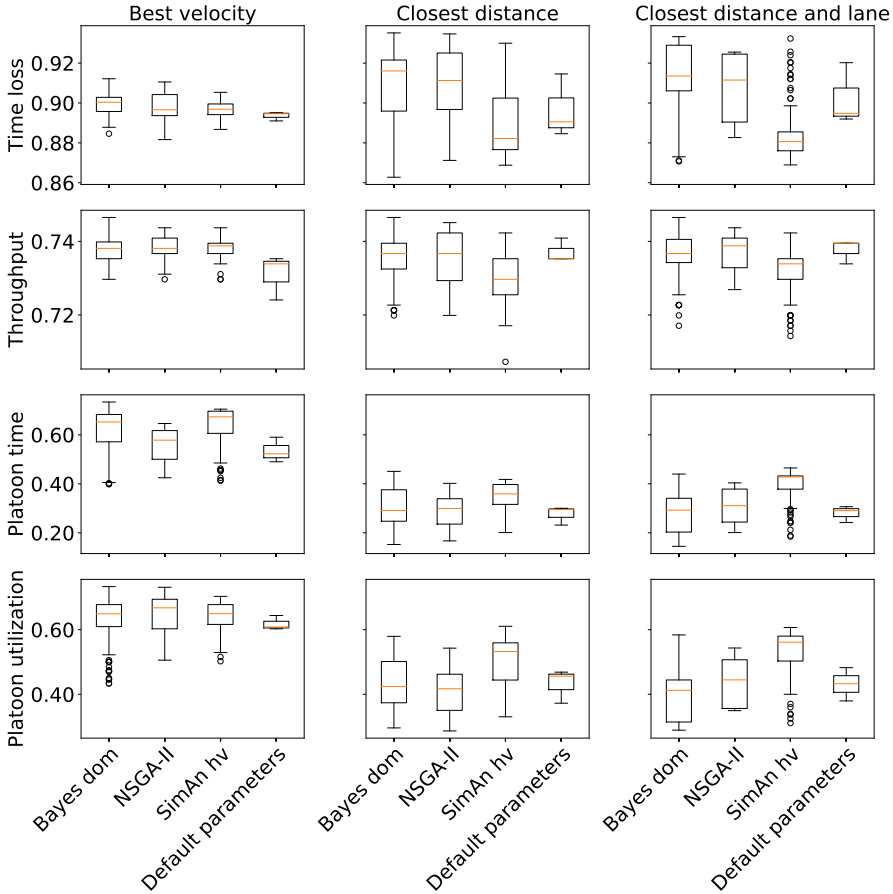 Best velocity
Closest distance
Closest distance and lane
Time loss
0.92
0.90
0.88
0.86
Throughput
0.74
0.72
Platoon time
0.60
0.40
0.20
Platoon utilization
0.60
0.40
Bayes dom
NSGA-II
SimAn hv
Default parameters
Bayes dom
NSGA-II
SimAn hv
Default parameters
Bayes dom
NSGA-II
SimAn hv
Default parameters